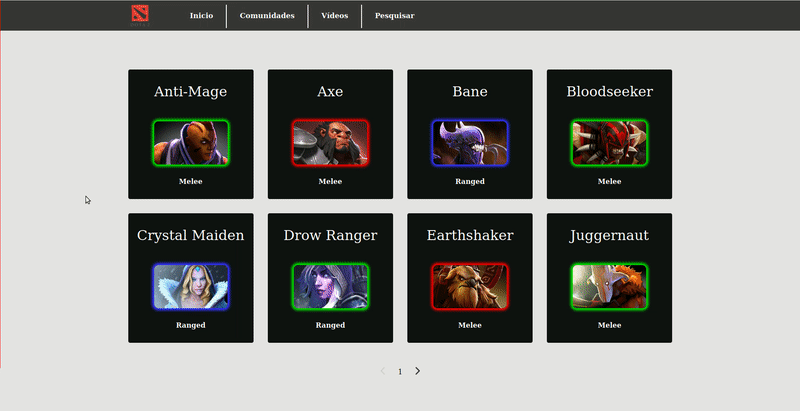 Inicio Comunidades Vídeos Pesquisar
Anti-Mage Axe Bane Bloodseeker
Melee Melee Ranged Melee
Crystal Maiden Drow Ranger Earthshaker Juggernaut
Ranged Ranged Melee Melee
1